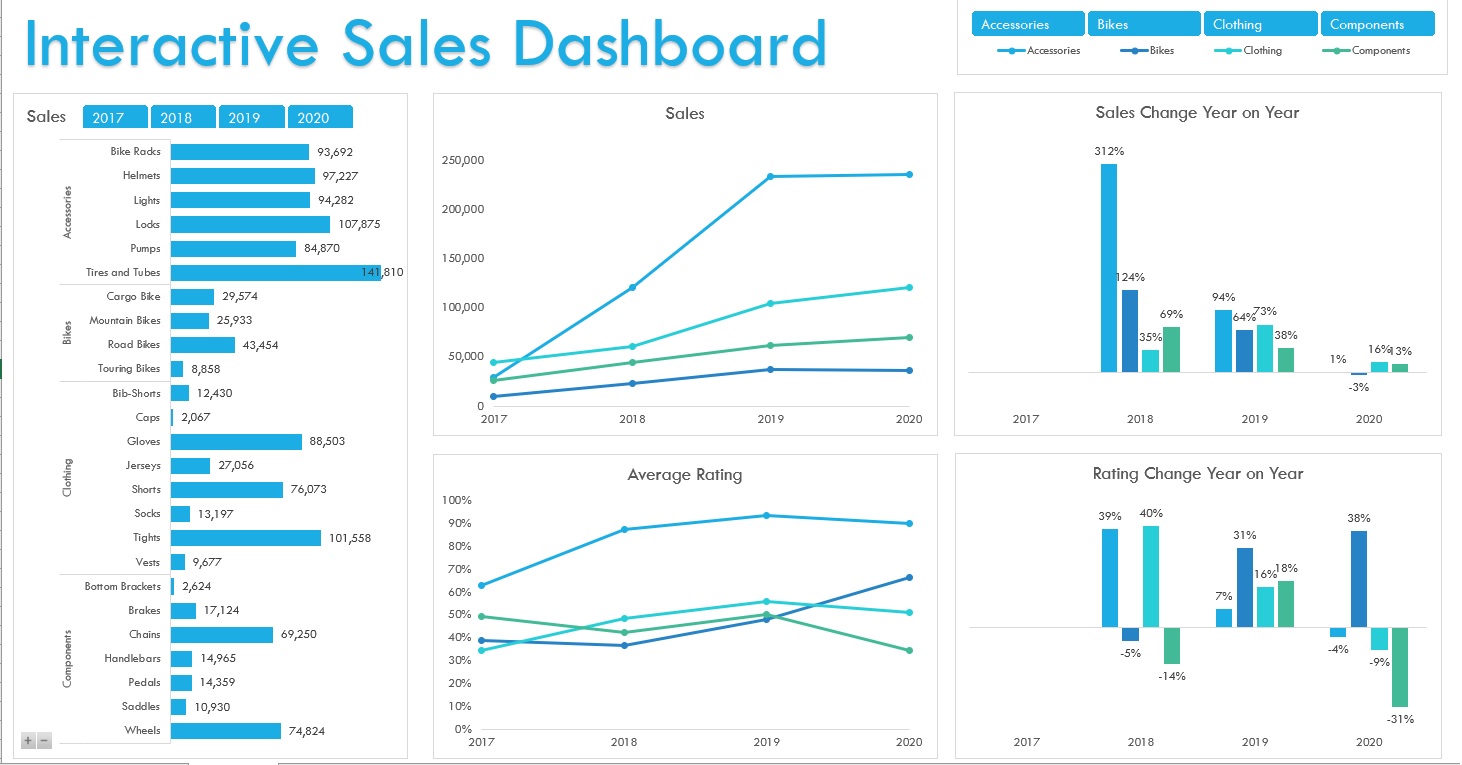 Interactive Sales Dashboard
Accessories Bikes Clothing Components
Accessories Bikes Clothing Components
Sales 2017 2018 2019 2020
Accessories
Bike Racks 93,692
Helmets 97,227
Lights 94,282
Locks 107,875
Pumps 84,870
Tires and Tubes 141,810
Bikes
Cargo Bike 29,574
Mountain Bikes 25,933
Road Bikes 43,454
Touring Bikes 8,858
Clothing
Bib-Shorts 12,430
Caps 2,067
Gloves 88,503
Jerseys 27,056
Shorts 76,073
Socks 13,197
Tights 101,558
Vests 9,677
Components
Bottom Brackets 2,624
Brakes 17,124
Chains 69,250
Handlebars 14,965
Pedals 14,359
Saddles 10,930
Wheels 74,824
+ −
Sales
250,000
200,000
150,000
100,000
50,000
0
2017 2018 2019 2020
Sales Change Year on Year
312%
124%
35%
69%
94%
64%
73%
38%
1%
-3%
16%
13%
2017 2018 2019 2020
Average Rating
100%
90%
80%
70%
60%
50%
40%
30%
20%
10%
0%
2017 2018 2019 2020
Rating Change Year on Year
39%
-5%
40%
-14%
7%
31%
16%
18%
-4%
38%
-9%
-31%
2017 2018 2019 2020